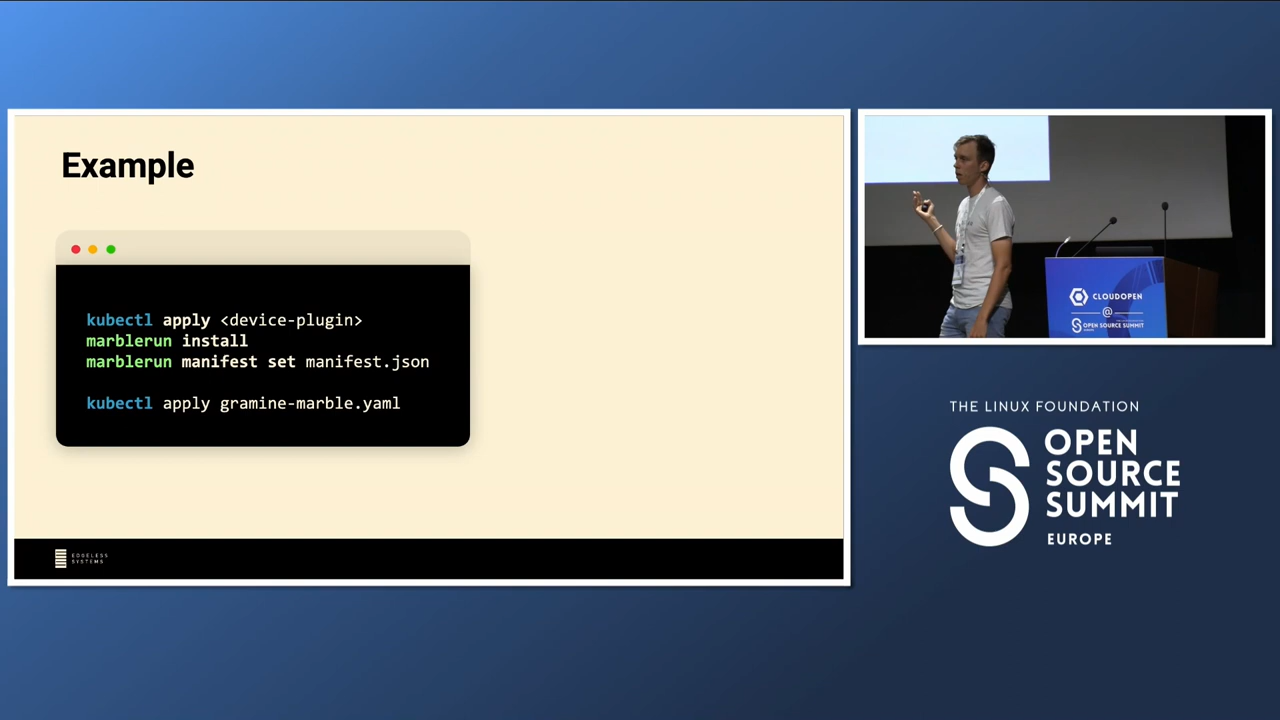 Example
kubectl apply <device-plugin>
marblerun install
marblerun manifest set manifest.json
kubectl apply gramine-marble.yaml
EDGELESS
SYSTEMS
CLOUDOPEN
@
OPEN SOURCE SUMMIT
THE LINUX FOUNDATION
OPEN
SOURCE
SUMMIT
EUROPE